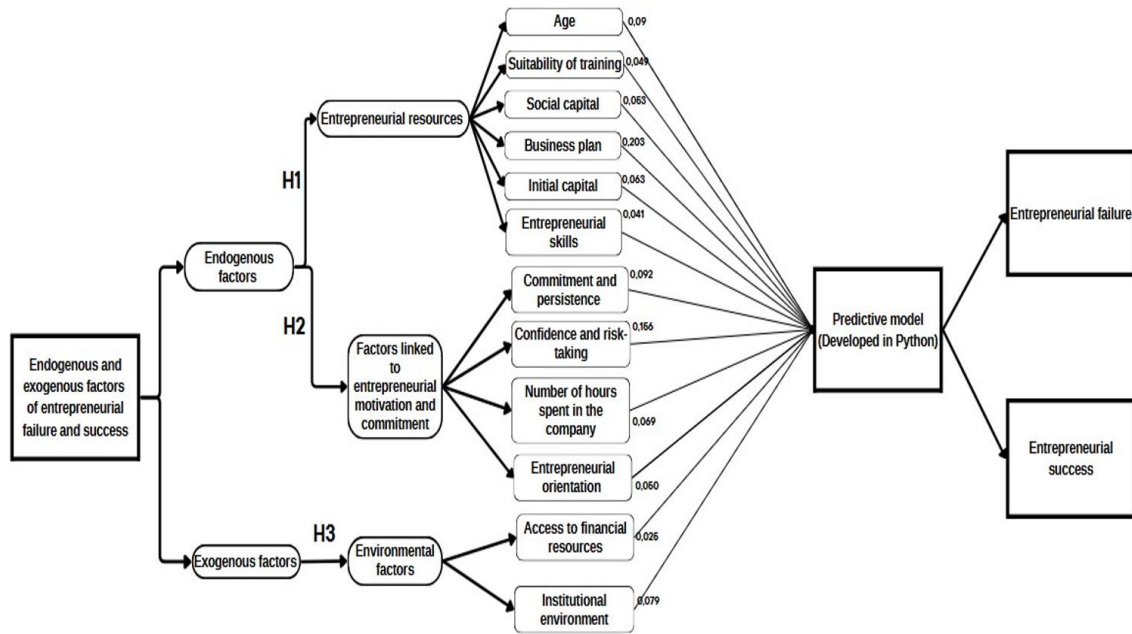 Age
0,09
Suitability of training
0,049
Social capital
0,063
Entrepreneurial resources
Business plan
0,203
H1
Initial capital
0,063
Entrepreneurial
skills
0,041
Entrepreneurial failure
Endogenous
factors
Commitment and
persistence
0,092
H2
Confidence and risk-
taking
0,166
Predictive model
(Developed in Python)
Endogenous and
exogenous factors
of entrepreneurial
failure and success
Factors linked
to
entrepreneurial
motivation and
commitment
Number of hours
spent in the
company
0,069
Entrepreneurial
orientation
0,060
Entrepreneurial
success
Exogenous factors
H3
Environmental
factors
Access to financial
resources
0,026
Institutional
environment
0,079